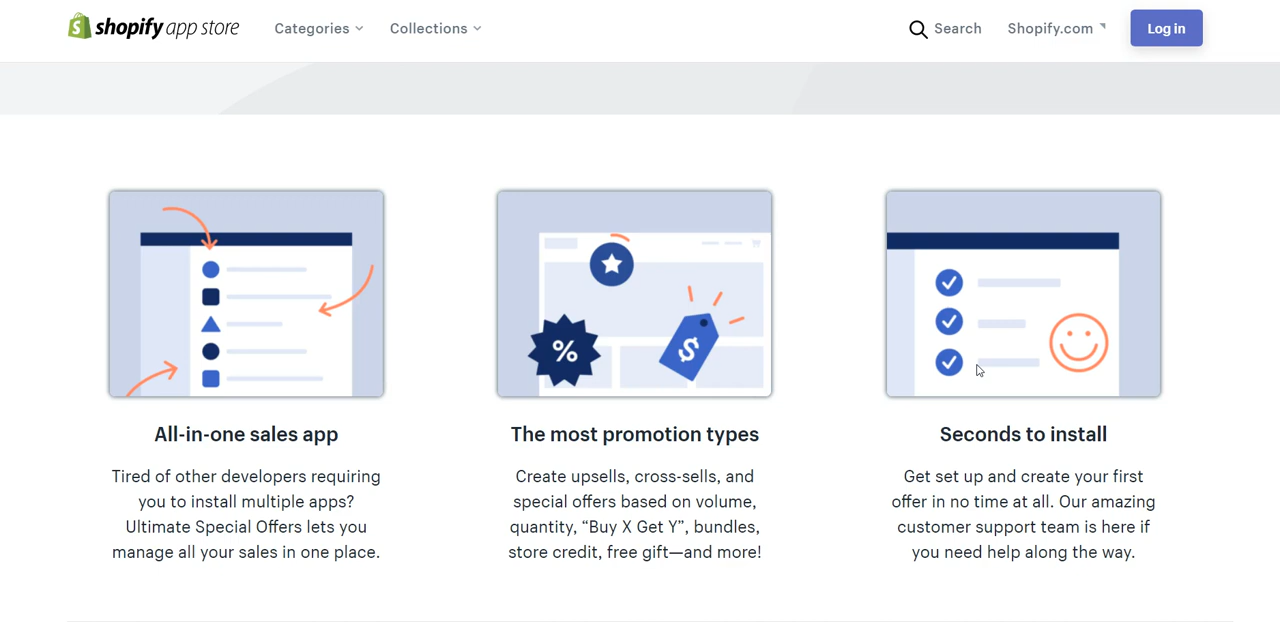 shopify app store Categories Collections Search Shopify.com Log in
%
$
All-in-one sales app
Tired of other developers requiring
you to install multiple apps?
Ultimate Special Offers lets you
manage all your sales in one place.
The most promotion types
Create upsells, cross-sells, and
special offers based on volume,
quantity, “Buy X Get Y”, bundles,
store credit, free gift—and more!
Seconds to install
Get set up and create your first
offer in no time at all. Our amazing
customer support team is here if
you need help along the way.